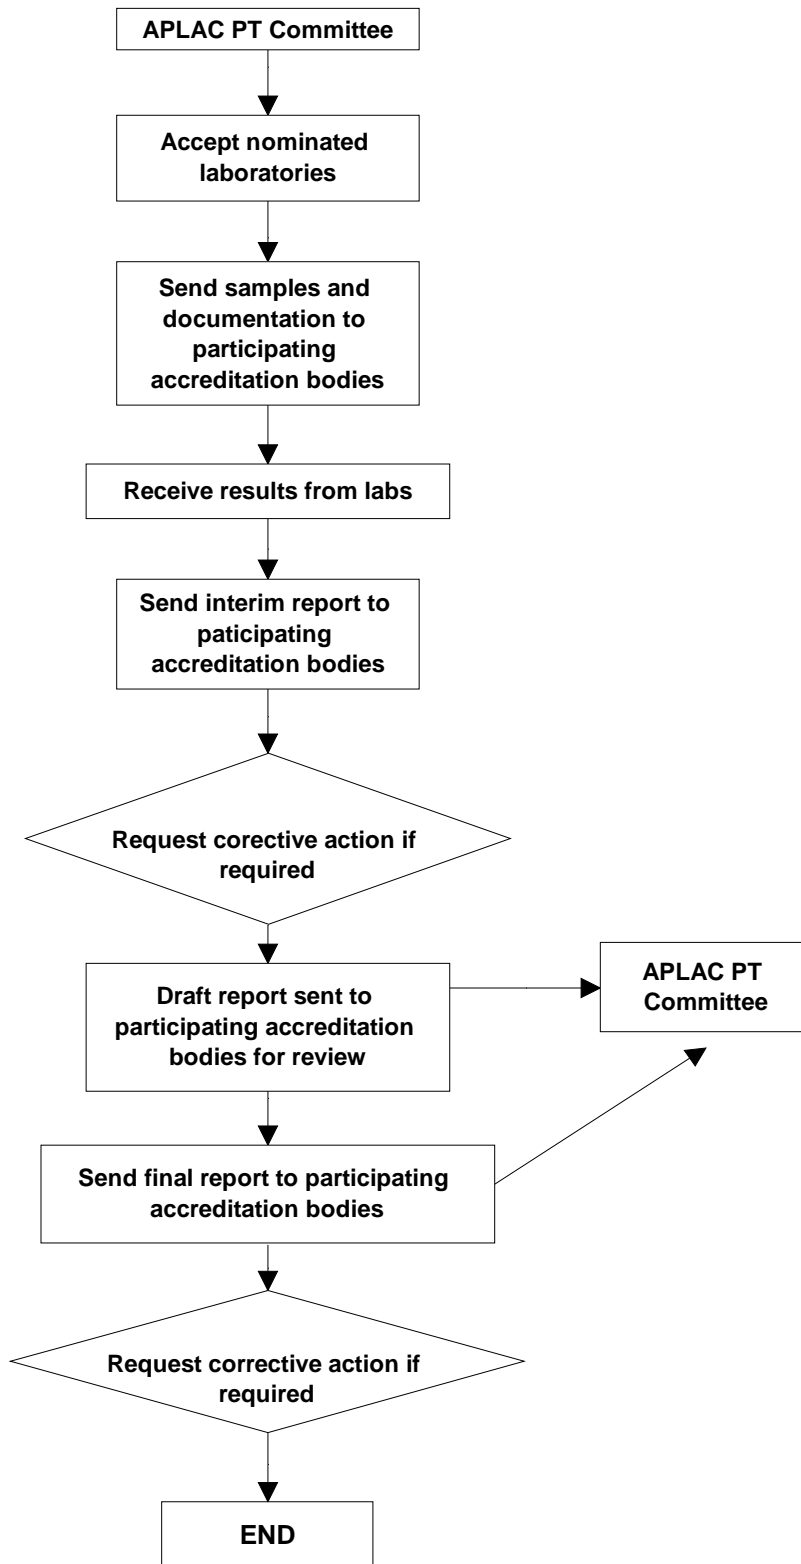 APLAC PT Committee
Accept nominated
laboratories
Send samples and
documentation to
participating
accreditation bodies
Receive results from labs
Send interim report to
paticipating
accreditation bodies
Request corective action if
required
Draft report sent to
participating accreditation
bodies for review
APLAC PT
Committee
Send final report to participating
accreditation bodies
Request corrective action if
required
END